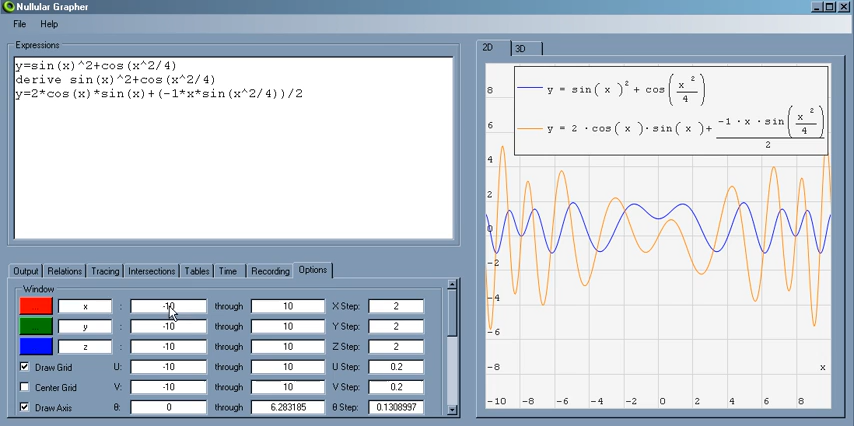 Nullular Grapher
File Help
Expressions
y=sin(x)^2+cos(x^2/4)
derive sin(x)^2+cos(x^2/4)
y=2*cos(x)*sin(x)+(-1*x*sin(x^2/4))/2
Output Relations Tracing Intersections Tables Time Recording Options
Window
... x : -10 through 10 X Step: 2
... y : -10 through 10 Y Step: 2
... z : -10 through 10 Z Step: 2
Draw Grid U: -10 through 10 U Step: 0.2
Center Grid V: -10 through 10 V Step: 0.2
Draw Axis θ: 0 through 6.283185 θ Step: 0.1308997
2D 3D
y = sin( x )^2 + cos( x^2 / 4 )
y = 2 · cos( x ) · sin( x ) + -1 · x · sin( x^2 / 4 ) / 2
8
6
4
2
0
-2
-4
-6
-8
x
-10 -8 -6 -4 -2 0 2 4 6 8